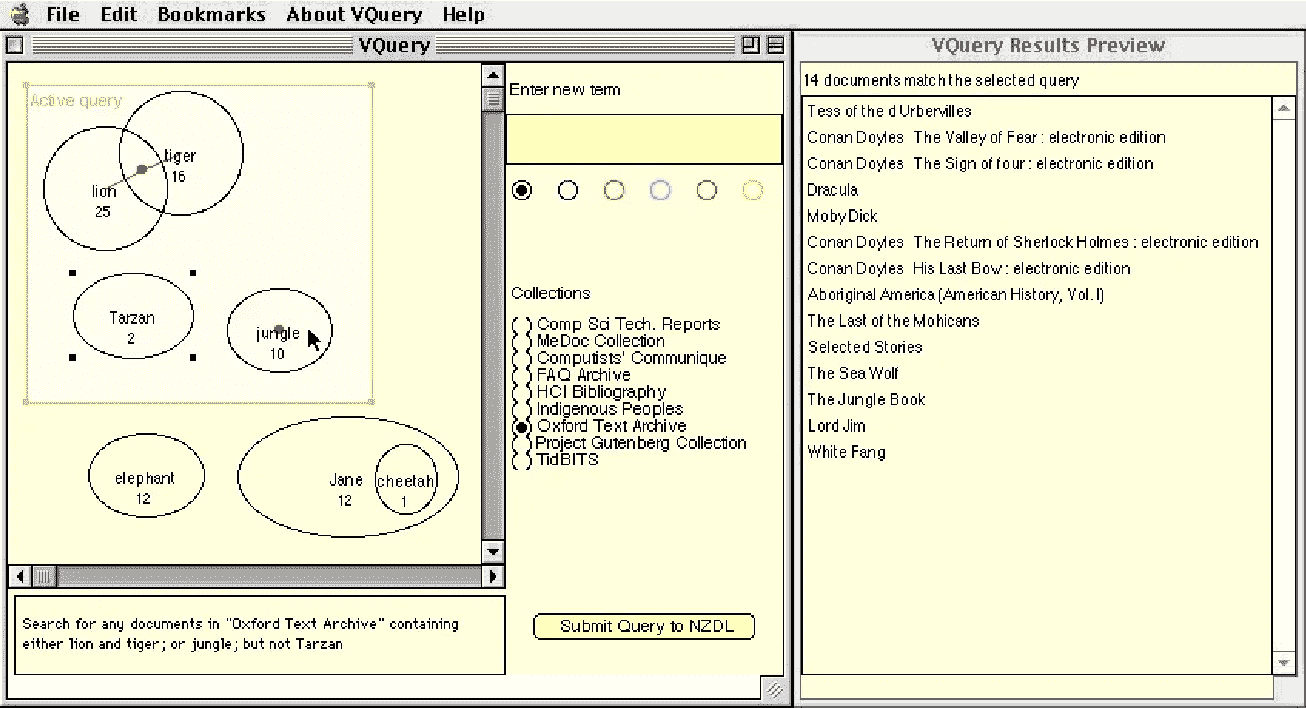 File Edit Bookmarks About VQuery Help
VQuery
Active query
tiger
16
lion
25
Tarzan
2
jungle
10
elephant
12
Jane
12
cheetah
1
Search for any documents in "Oxford Text Archive" containing
either lion and tiger; or jungle; but not Tarzan
Enter new term
Collections
Comp Sci Tech. Reports
MeDoc Collection
Computists' Communique
FAQ Archive
HCI Bibliography
Indigenous Peoples
Oxford Text Archive
Project Gutenberg Collection
TidBITS
Submit Query to NZDL
VQuery Results Preview
14 documents match the selected query
Tess of the d Urbervilles
Conan Doyles The Valley of Fear : electronic edition
Conan Doyles The Sign of four : electronic edition
Dracula
Moby Dick
Conan Doyles The Return of Sherlock Holmes : electronic edition
Conan Doyles His Last Bow : electronic edition
Aboriginal America (American History, Vol. I)
The Last of the Mohicans
Selected Stories
The Sea Wolf
The Jungle Book
Lord Jim
White Fang